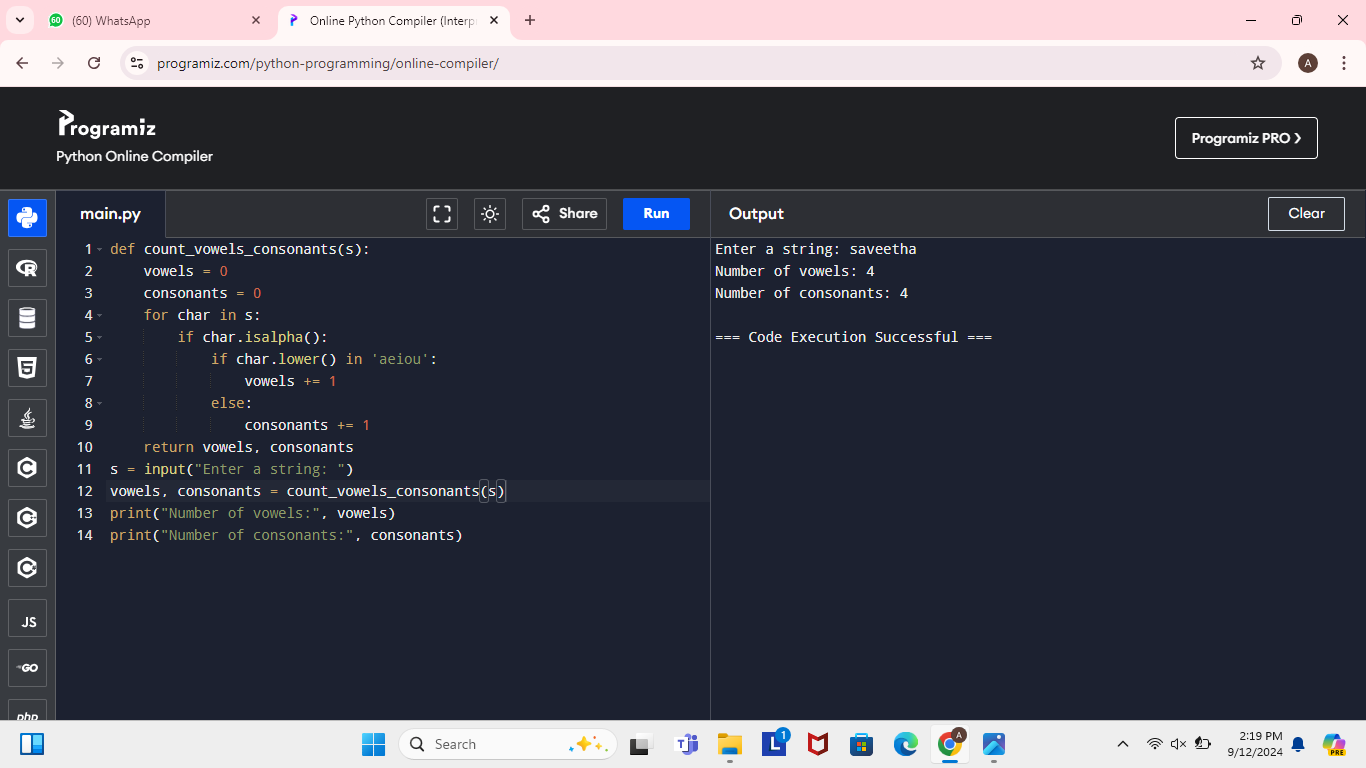 60
(60) WhatsApp
Online Python Compiler (Interp
programiz.com/python-programming/online-compiler/
A
Programiz
Python Online Compiler
Programiz PRO
main.py
Share
Run
Output
Clear
1 def count_vowels_consonants(s):
2     vowels = 0
3     consonants = 0
4     for char in s:
5         if char.isalpha():
6             if char.lower() in 'aeiou':
7                 vowels += 1
8             else:
9                 consonants += 1
10     return vowels, consonants
11 s = input("Enter a string: ")
12 vowels, consonants = count_vowels_consonants(s)
13 print("Number of vowels:", vowels)
14 print("Number of consonants:", consonants)
Enter a string: saveetha
Number of vowels: 4
Number of consonants: 4
=== Code Execution Successful ===
R
5
C
C
C
JS
GO
php
Search
T
L
1
A
2:19 PM
9/12/2024
PRE